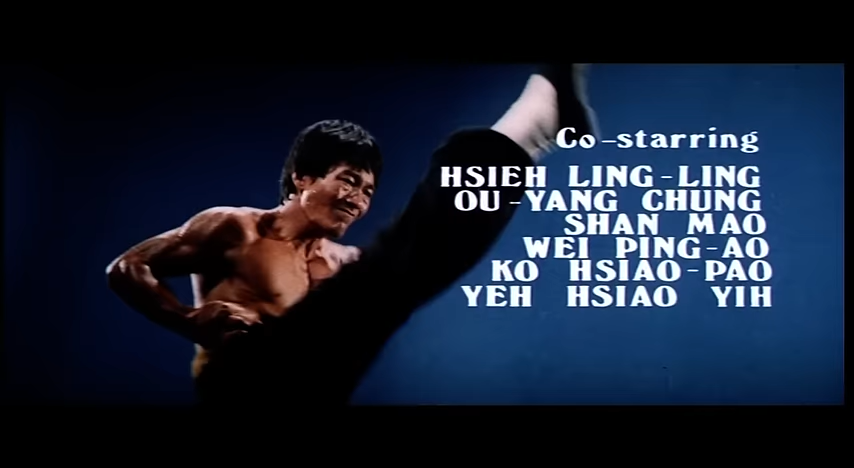 Co-starring
HSIEH LING-LING
OU-YANG CHUNG
SHAN MAO
WEI PING-AO
KO HSIAO-PAO
YEH HSIAO YIH